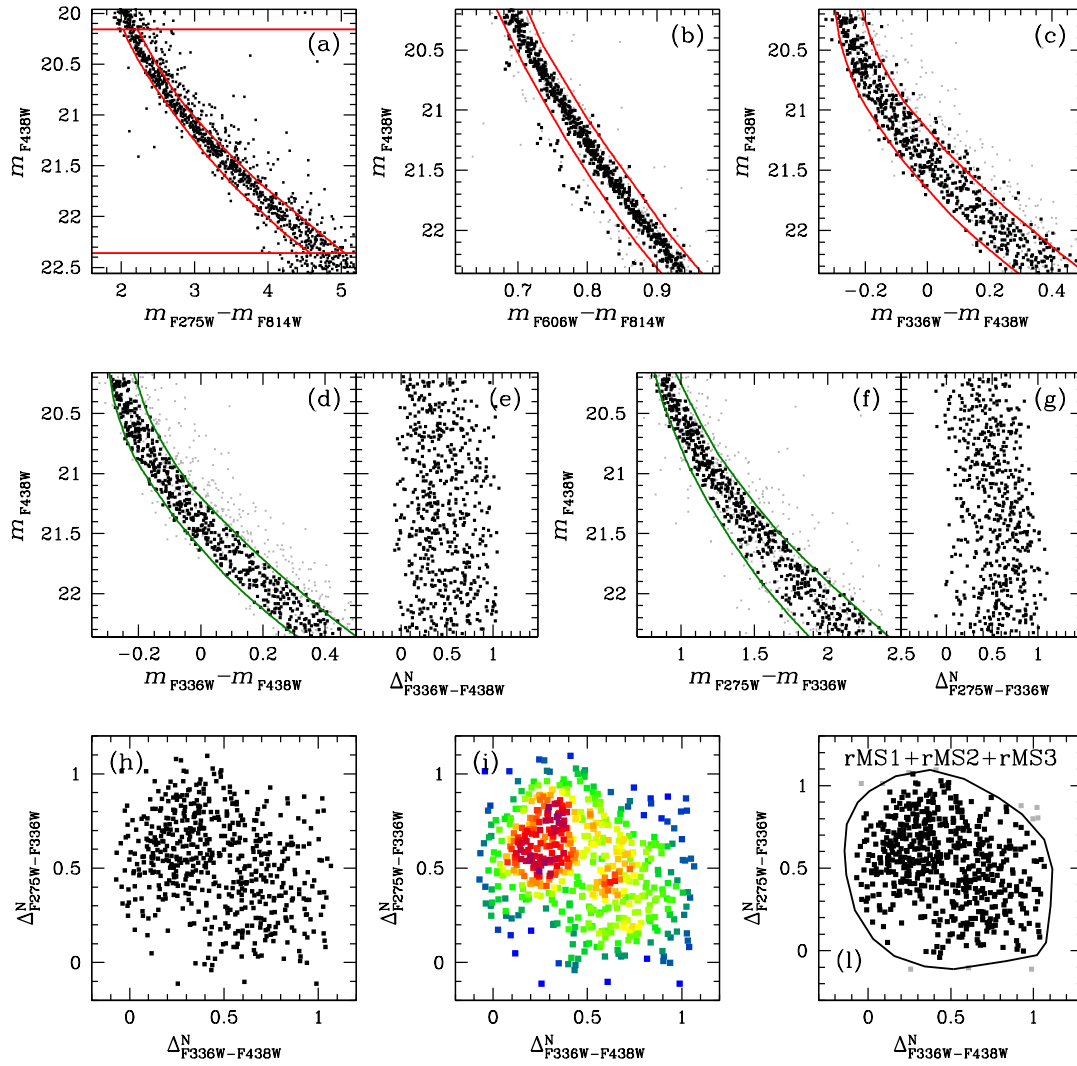 20
20.5
21
21.5
22
22.5
m F438W
(a)
2 3 4 5
m F275W−m F814W
20.5
21
21.5
22
m F438W
(b)
0.7 0.8 0.9
m F606W−m F814W
20.5
21
21.5
22
m F438W
(c)
−0.2 0 0.2 0.4
m F336W−m F438W
20.5
21
21.5
22
m F438W
(d)
−0.2 0 0.2 0.4
m F336W−m F438W
(e)
0 0.5 1
Δ N F336W−F438W
20.5
21
21.5
22
m F438W
(f)
1 1.5 2 2.5
m F275W−m F336W
(g)
0 0.5 1
Δ N F275W−F336W
(h)
1
0.5
0
Δ N F275W−F336W
0 0.5 1
Δ N F336W−F438W
(i)
1
0.5
0
Δ N F275W−F336W
0 0.5 1
Δ N F336W−F438W
rMS1+rMS2+rMS3
1
0.5
0
Δ N F275W−F336W
(l)
0 0.5 1
Δ N F336W−F438W